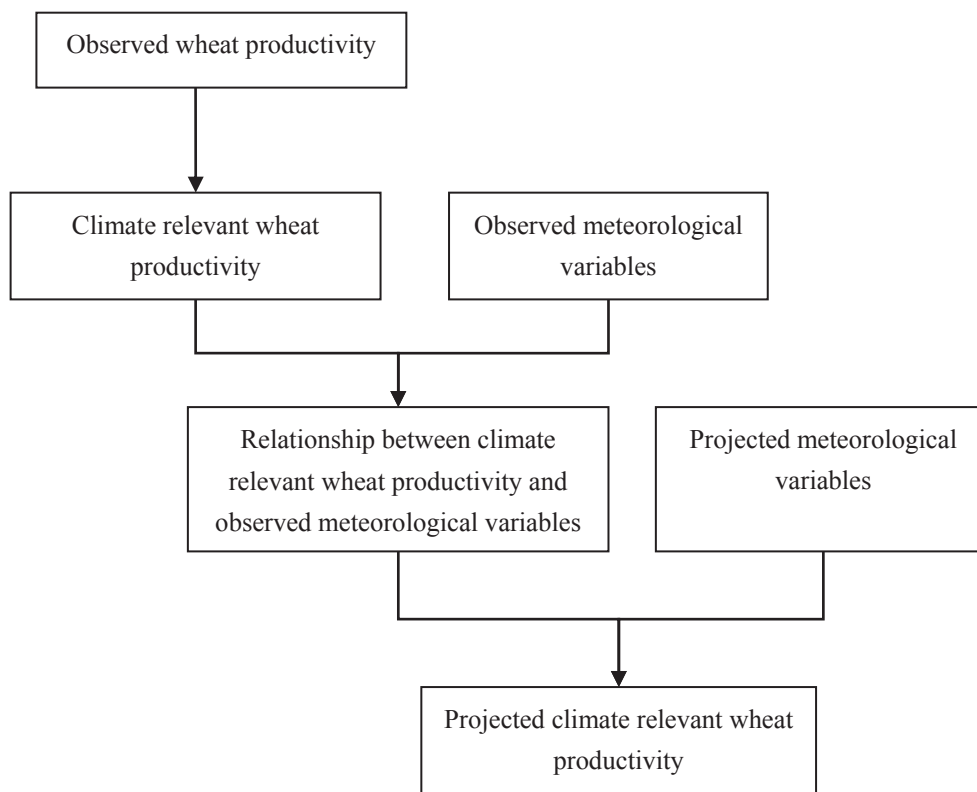 Observed wheat productivity
Climate relevant wheat
productivity
Observed meteorological
variables
Relationship between climate
relevant wheat productivity and
observed meteorological variables
Projected meteorological
variables
Projected climate relevant wheat
productivity